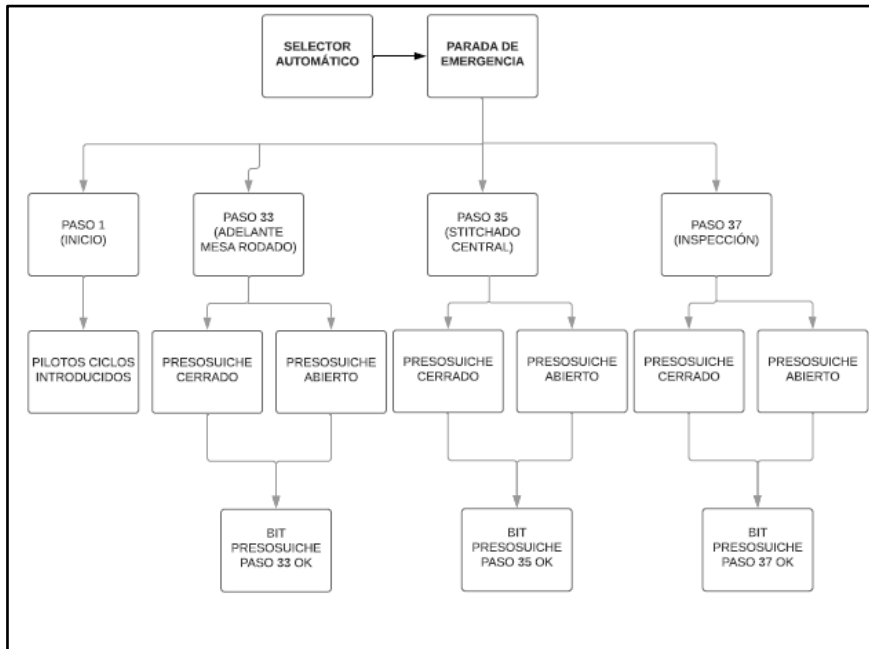 SELECTOR
AUTOMÁTICO
PARADA DE
EMERGENCIA
PASO 1
(INICIO)
PASO 33
(ADELANTE
MESA RODADO)
PASO 35
(STITCHADO
CENTRAL)
PASO 37
(INSPECCIÓN)
PILOTOS CICLOS
INTRODUCIDOS
PRESOSUICHE
CERRADO
PRESOSUICHE
ABIERTO
PRESOSUICHE
CERRADO
PRESOSUICHE
ABIERTO
PRESOSUICHE
CERRADO
PRESOSUICHE
ABIERTO
BIT
PRESOSUICHE
PASO 33 OK
BIT
PRESOSUICHE
PASO 35 OK
BIT
PRESOSUICHE
PASO 37 OK